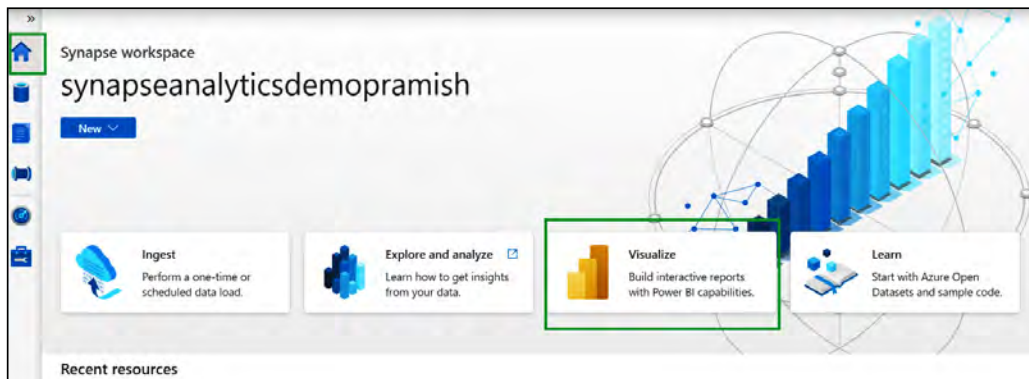 »
Synapse workspace
synapseanalyticsdemopramish
New
Ingest
Perform a one-time or
scheduled data load.
Explore and analyze
Learn how to get insights
from your data.
Visualize
Build interactive reports
with Power BI capabilities.
Learn
Start with Azure Open
Datasets and sample code.
Recent resources